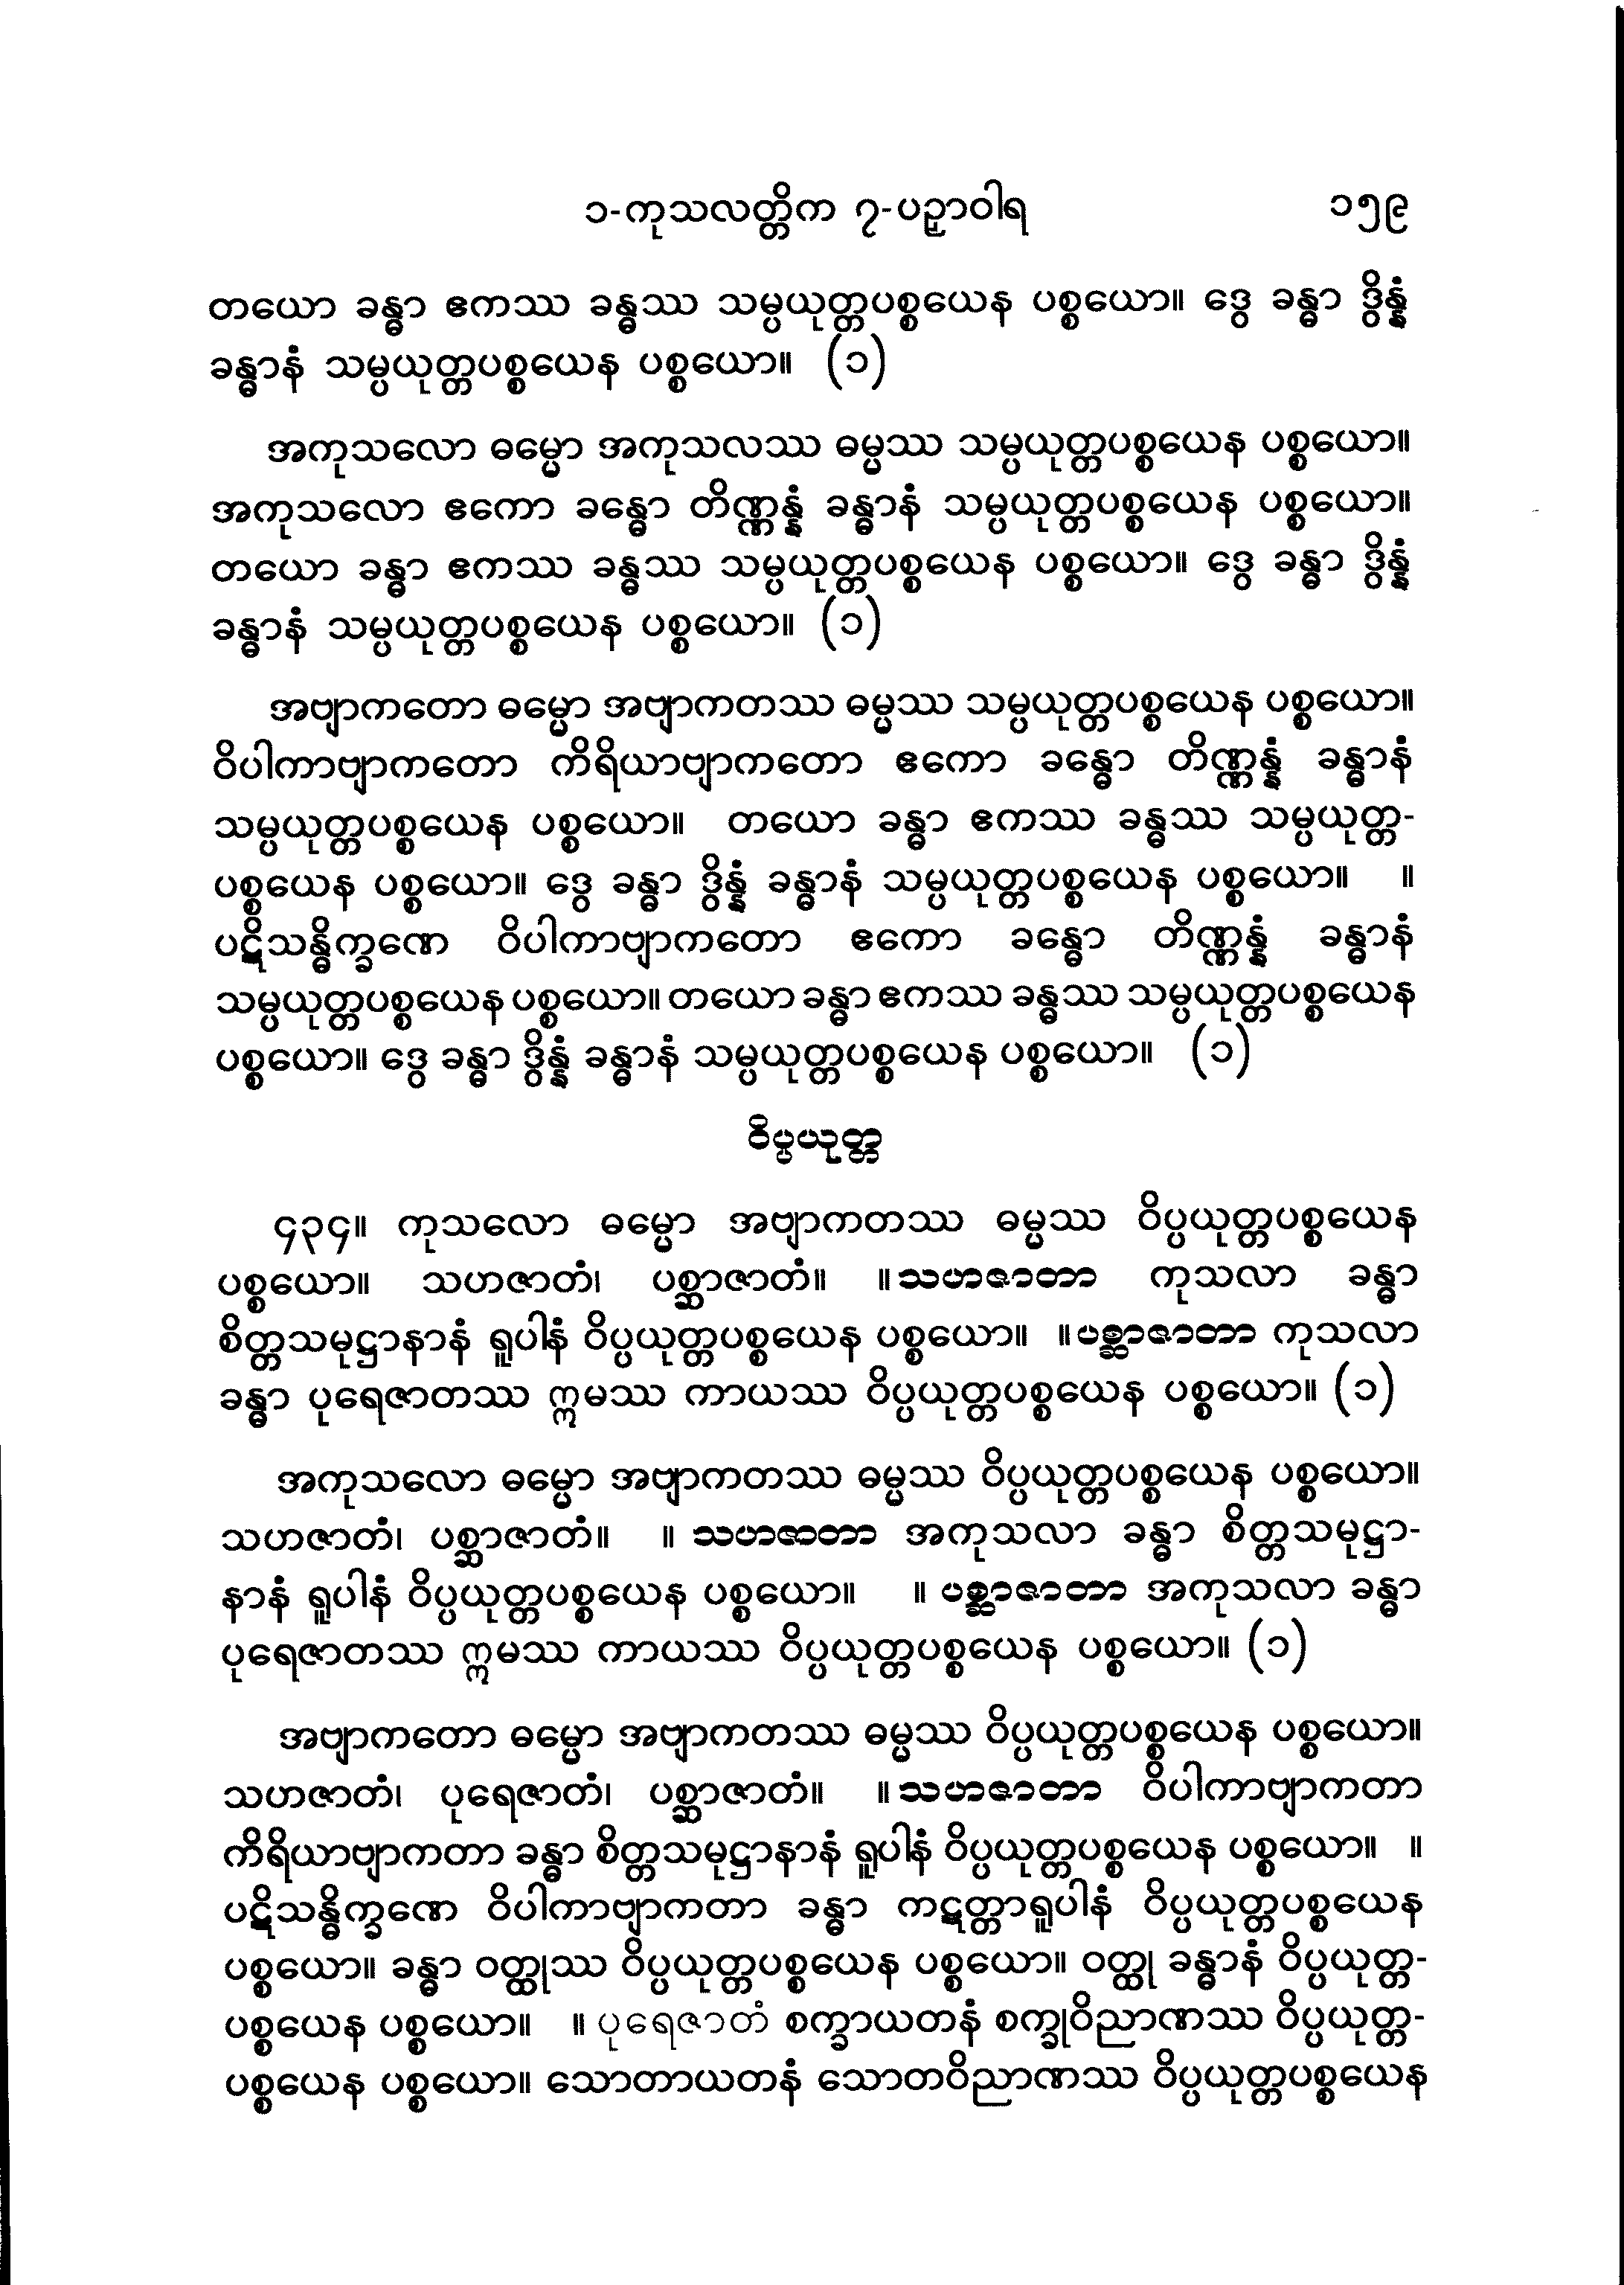 ၁-ကုသလတ္တိက ၇-ပဉှာဝါရ ၁၅၉
တယော ခန္ဓာ ဧကဿ ခန္ဓဿ သမ္ပယုတ္တပစ္စယေန ပစ္စယော။ ဒွေ ခန္ဓာ ဒွိန္နံ
ခန္ဓာနံ သမ္ပယုတ္တပစ္စယေန ပစ္စယော။ (၁)
အကုသလော ဓမ္မော အကုသလဿ ဓမ္မဿ သမ္ပယုတ္တပစ္စယေန ပစ္စယော။
အကုသလော ဧကော ခန္ဓော တိဏ္ဏန္နံ ခန္ဓာနံ သမ္ပယုတ္တပစ္စယေန ပစ္စယော။
တယော ခန္ဓာ ဧကဿ ခန္ဓဿ သမ္ပယုတ္တပစ္စယေန ပစ္စယော။ ဒွေ ခန္ဓာ ဒွိန္နံ
ခန္ဓာနံ သမ္ပယုတ္တပစ္စယေန ပစ္စယော။ (၁)
အဗျာကတော ဓမ္မော အဗျာကတဿ ဓမ္မဿ သမ္ပယုတ္တပစ္စယေန ပစ္စယော။
ဝိပါကာဗျာကတော ကိရိယာဗျာကတော ဧကော ခန္ဓော တိဏ္ဏန္နံ ခန္ဓာနံ
သမ္ပယုတ္တပစ္စယေန ပစ္စယော။ တယော ခန္ဓာ ဧကဿ ခန္ဓဿ သမ္ပယုတ္တ-
ပစ္စယေန ပစ္စယော။ ဒွေ ခန္ဓာ ဒွိန္နံ ခန္ဓာနံ သမ္ပယုတ္တပစ္စယေန ပစ္စယော။ ။
ပဋိသန္ဓိက္ခဏေ ဝိပါကာဗျာကတော ဧကော ခန္ဓော တိဏ္ဏန္နံ ခန္ဓာနံ
သမ္ပယုတ္တပစ္စယေန ပစ္စယော။ တယော ခန္ဓာ ဧကဿ ခန္ဓဿ သမ္ပယုတ္တပစ္စယေန
ပစ္စယော။ ဒွေ ခန္ဓာ ဒွိန္နံ ခန္ဓာနံ သမ္ပယုတ္တပစ္စယေန ပစ္စယော။ (၁)
ဝိပ္ပယုတ္တ
၄၃၄။ ကုသလော ဓမ္မော အဗျာကတဿ ဓမ္မဿ ဝိပ္ပယုတ္တပစ္စယေန
ပစ္စယော။ သဟဇာတံ၊ ပစ္ဆာဇာတံ။ ။သဟဇာတာ ကုသလာ ခန္ဓာ
စိတ္တသမုဋ္ဌာနာနံ ရူပါနံ ဝိပ္ပယုတ္တပစ္စယေန ပစ္စယော။ ။ပစ္ဆာဇာတာ ကုသလာ
ခန္ဓာ ပုရေဇာတဿ ဣမဿ ကာယဿ ဝိပ္ပယုတ္တပစ္စယေန ပစ္စယော။ (၁)
အကုသလော ဓမ္မော အဗျာကတဿ ဓမ္မဿ ဝိပ္ပယုတ္တပစ္စယေန ပစ္စယော။
သဟဇာတံ၊ ပစ္ဆာဇာတံ။ ။ သဟဇာတာ အကုသလာ ခန္ဓာ စိတ္တသမုဋ္ဌာ-
နာနံ ရူပါနံ ဝိပ္ပယုတ္တပစ္စယေန ပစ္စယော။ ။ ပစ္ဆာဇာတာ အကုသလာ ခန္ဓာ
ပုရေဇာတဿ ဣမဿ ကာယဿ ဝိပ္ပယုတ္တပစ္စယေန ပစ္စယော။ (၁)
အဗျာကတော ဓမ္မော အဗျာကတဿ ဓမ္မဿ ဝိပ္ပယုတ္တပစ္စယေန ပစ္စယော။
သဟဇာတံ၊ ပုရေဇာတံ၊ ပစ္ဆာဇာတံ။ ။သဟဇာတာ ဝိပါကာဗျာကတာ
ကိရိယာဗျာကတာ ခန္ဓာ စိတ္တသမုဋ္ဌာနာနံ ရူပါနံ ဝိပ္ပယုတ္တပစ္စယေန ပစ္စယော။ ။
ပဋိသန္ဓိက္ခဏေ ဝိပါကာဗျာကတာ ခန္ဓာ ကဋတ္တာရူပါနံ ဝိပ္ပယုတ္တပစ္စယေန
ပစ္စယော။ ခန္ဓာ ဝတ္ထုဿ ဝိပ္ပယုတ္တပစ္စယေန ပစ္စယော။ ဝတ္ထု ခန္ဓာနံ ဝိပ္ပယုတ္တ-
ပစ္စယေန ပစ္စယော။ ။ ပုရေဇာတံ စက္ခာယတနံ စက္ခုဝိညာဏဿ ဝိပ္ပယုတ္တ-
ပစ္စယေန ပစ္စယော။ သောတာယတနံ သောတဝိညာဏဿ ဝိပ္ပယုတ္တပစ္စယေန